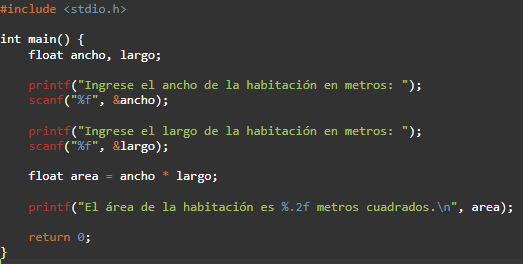 #include <stdio.h>
int main() {
float ancho, largo;
printf("Ingrese el ancho de la habitación en metros: ");
scanf("%f", &ancho);
printf("Ingrese el largo de la habitación en metros: ");
scanf("%f", &largo);
float area = ancho * largo;
printf("El área de la habitación es %.2f metros cuadrados.\n", area);
return 0;
}